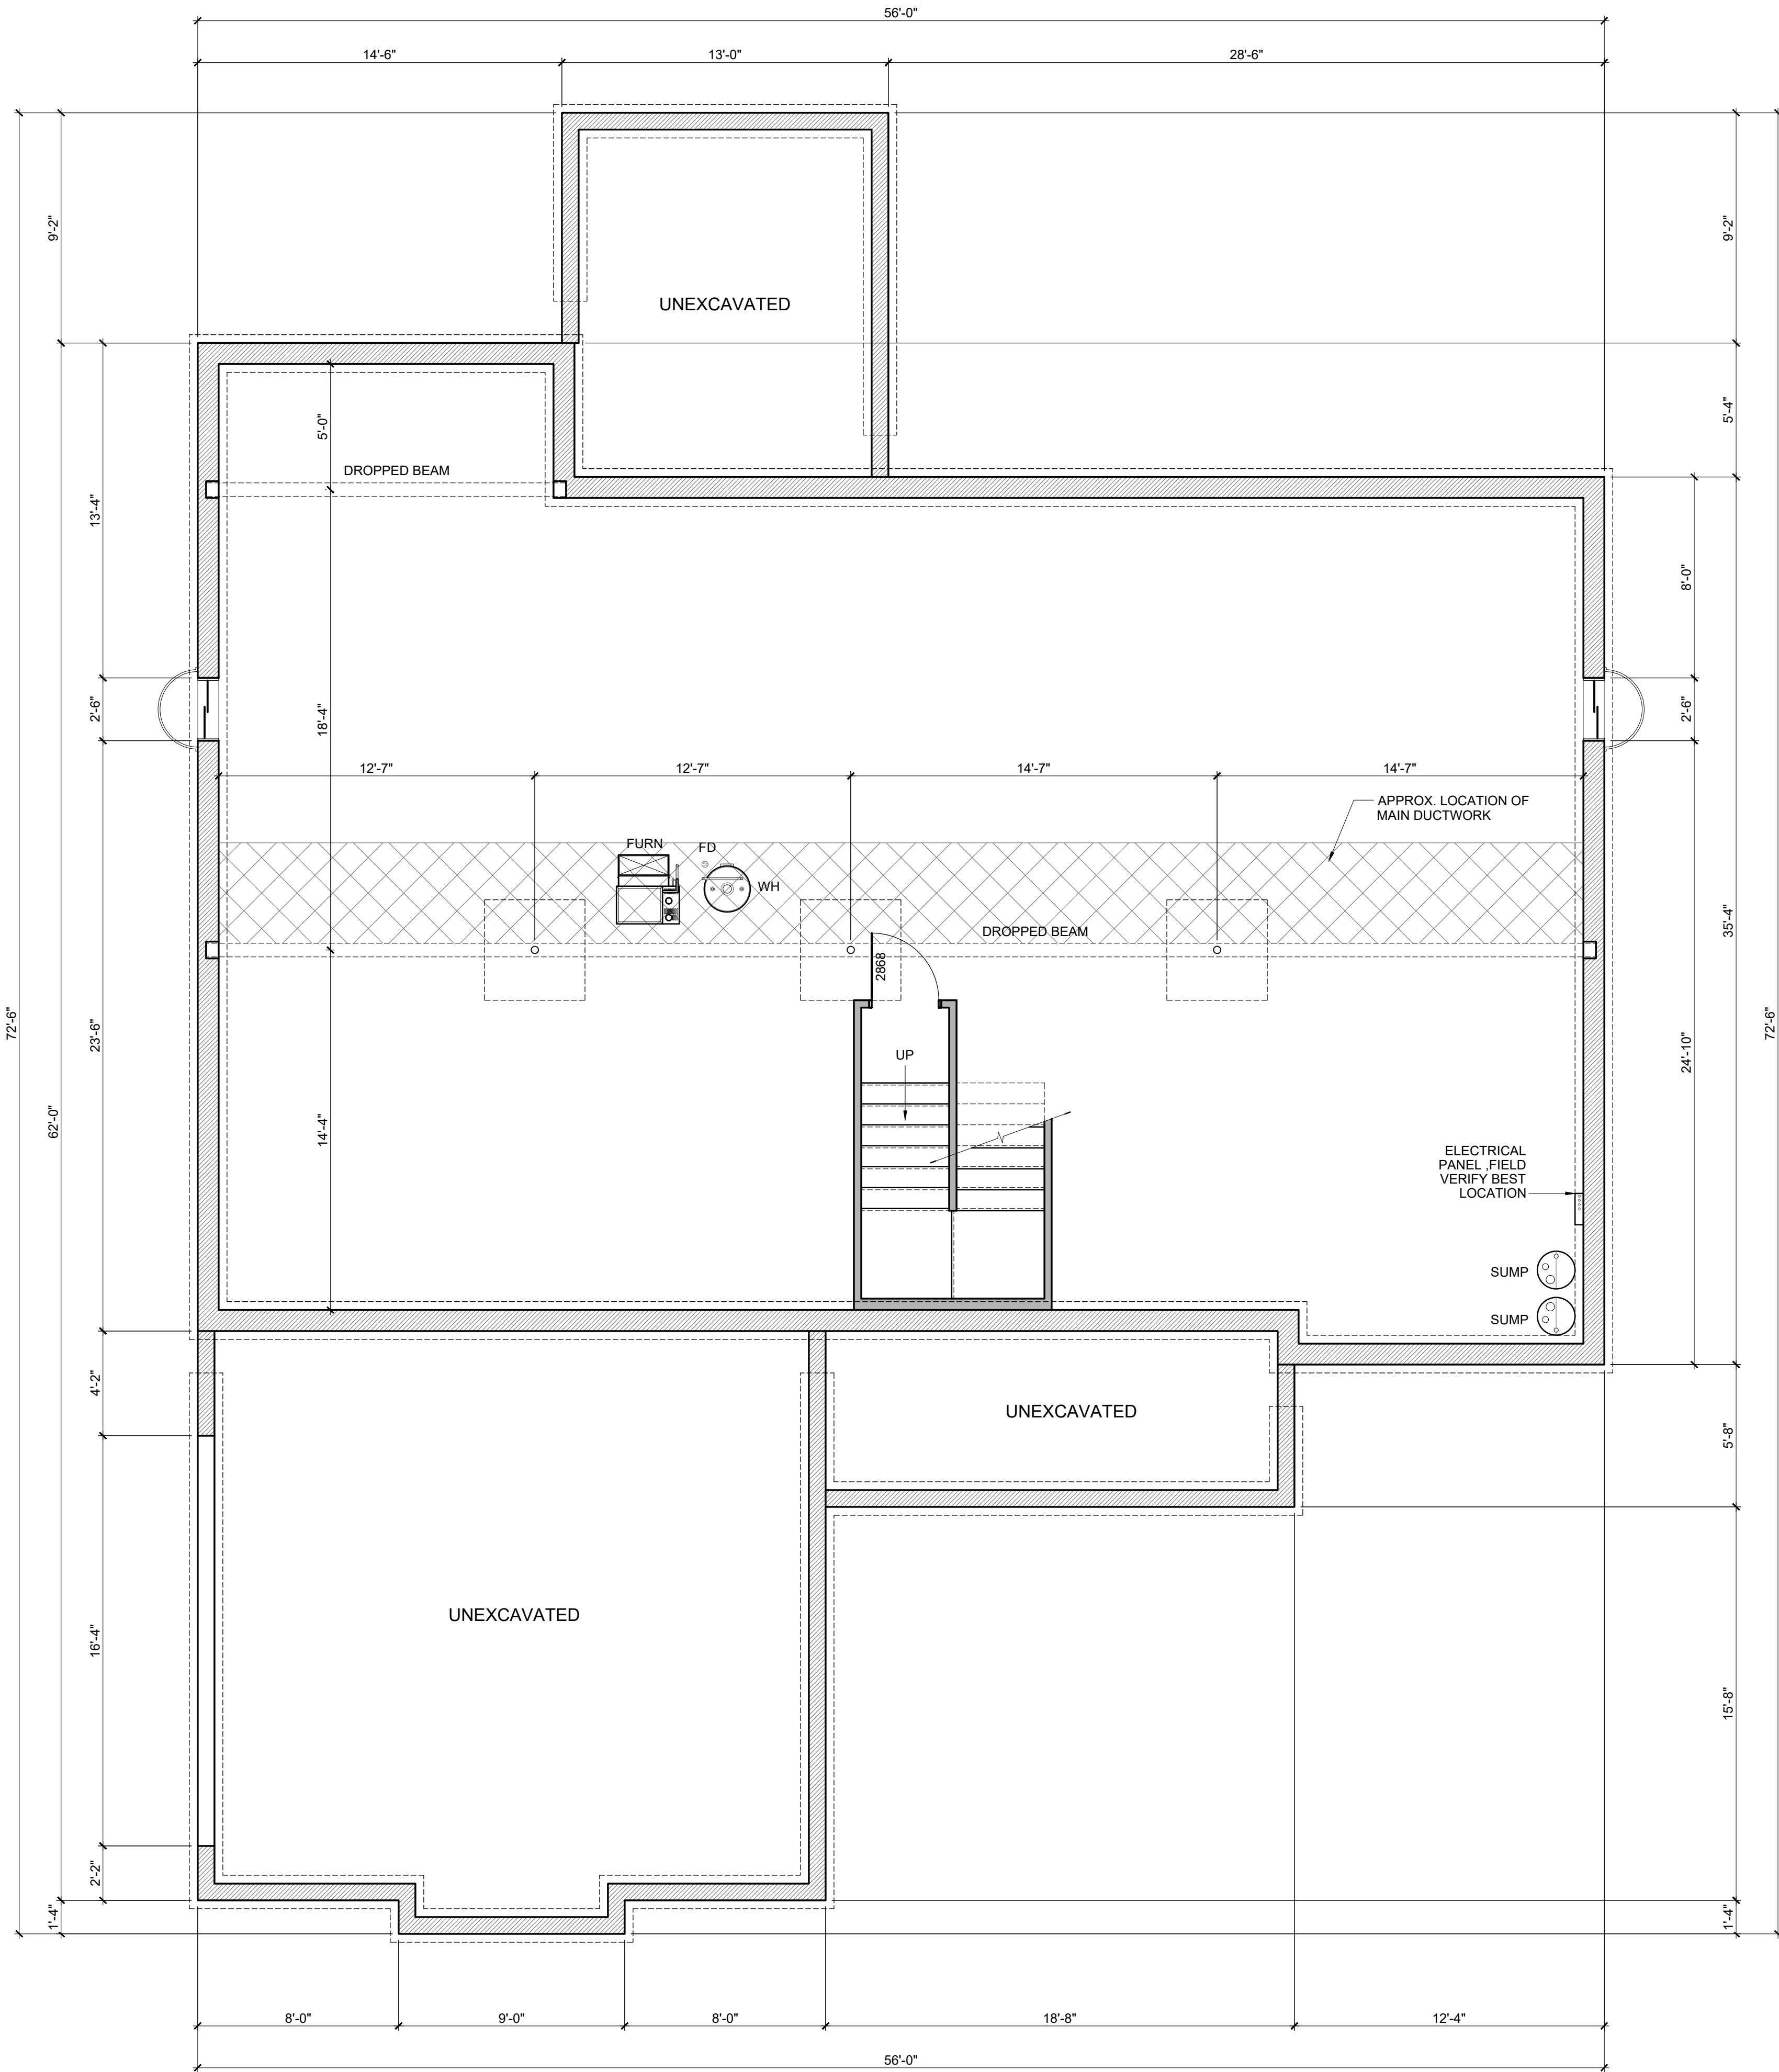 56'-0"
14'-6"
13'-0"
28'-6"
9'-2"
9'-2"
UNEXCAVATED
5'-0"
5'-4"
DROPPED BEAM
13'-4"
8'-0"
2'-6"
18'-4"
2'-6"
12'-7"
12'-7"
14'-7"
14'-7"
APPROX. LOCATION OF
MAIN DUCTWORK
FURN
FD
WH
DROPPED BEAM
2868
35'-4"
72'-6"
23'-6"
72'-6"
24'-10"
UP
62'-0"
14'-4"
ELECTRICAL
PANEL ,FIELD
VERIFY BEST
LOCATION
SUMP
SUMP
4'-2"
UNEXCAVATED
5'-8"
UNEXCAVATED
16'-4"
15'-8"
2'-2"
1'-4"
1'-4"
8'-0"
9'-0"
8'-0"
18'-8"
12'-4"
56'-0"